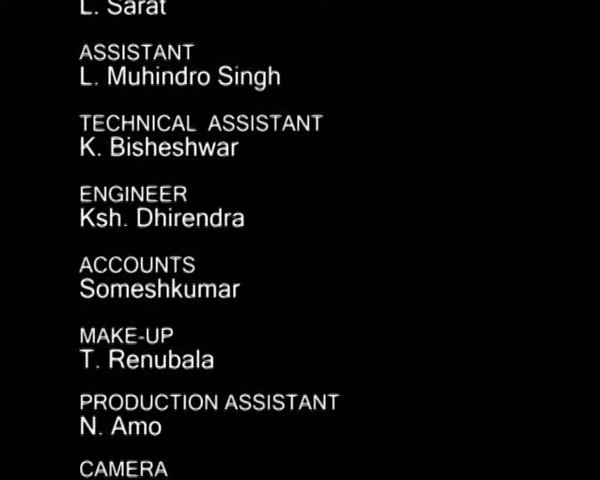 L. Sarat
ASSISTANT
L. Muhindro Singh
TECHNICAL ASSISTANT
K. Bisheshwar
ENGINEER
Ksh. Dhirendra
ACCOUNTS
Someshkumar
MAKE-UP
T. Renubala
PRODUCTION ASSISTANT
N. Amo
CAMERA